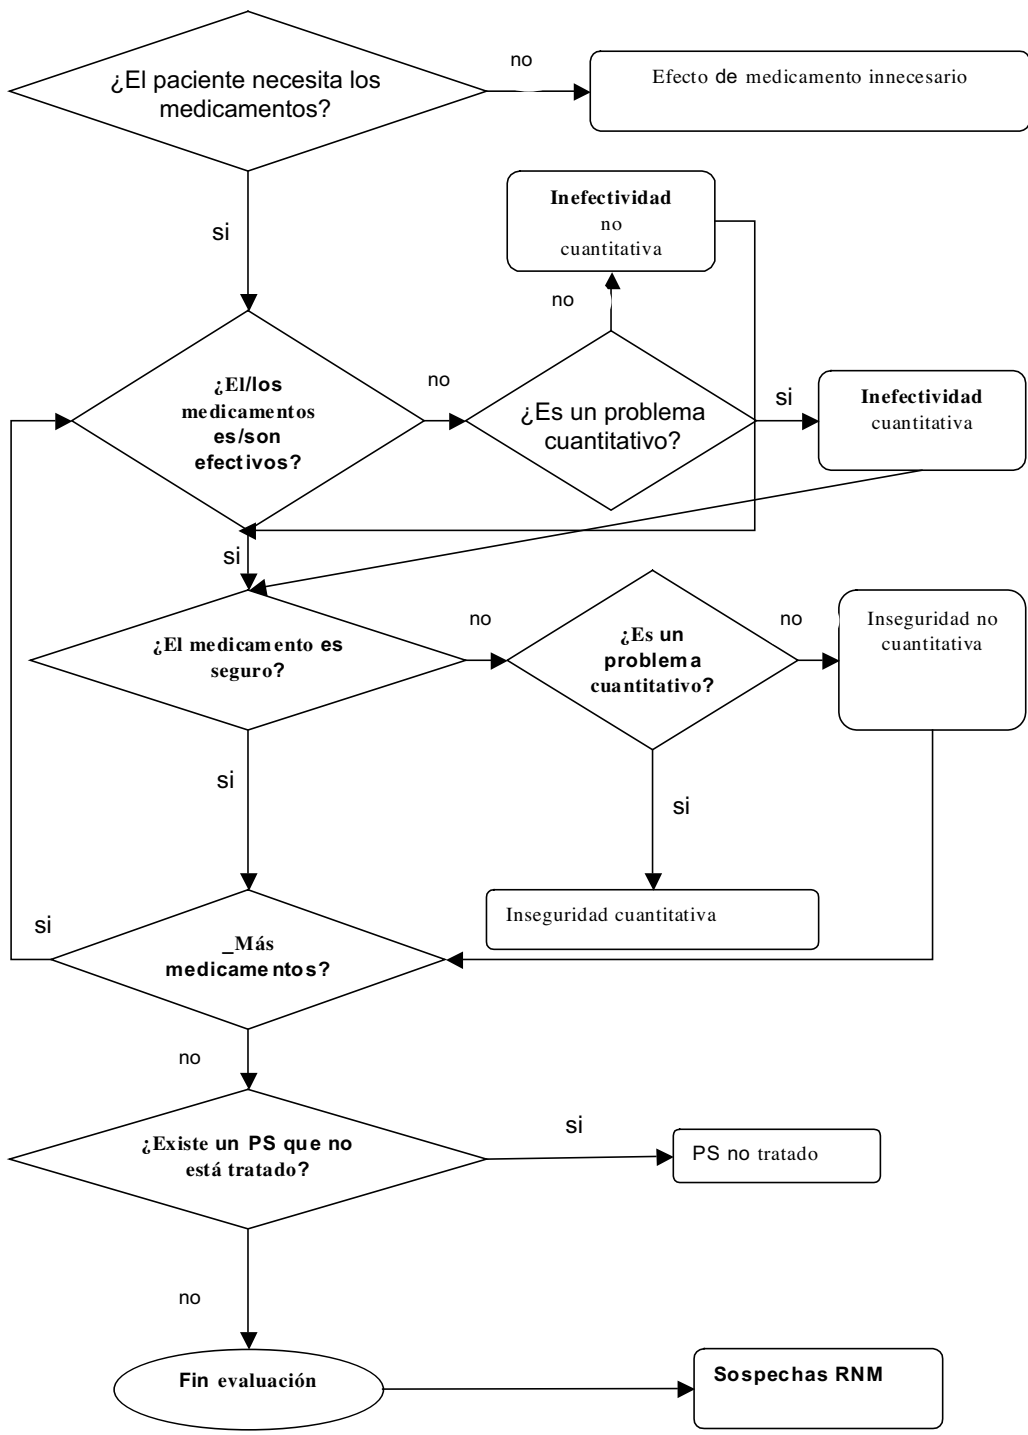 ¿El paciente necesita los
medicamentos?
no
Efecto de medicamento innecesario
si
Inefectividad
no
cuantitativa
no
¿El/los
medicamentos
es/son
efectivos?
no
¿Es un problema
cuantitativo?
si
Inefectividad
cuantitativa
si
¿El medicamento es
seguro?
no
¿Es un
problema
cuantitativo?
no
Inseguridad no
cuantitativa
si
si
Inseguridad cuantitativa
si
_Más
medicamentos?
no
¿Existe un PS que no
está tratado?
si
PS no tratado
no
Fin evaluación
Sospechas RNM